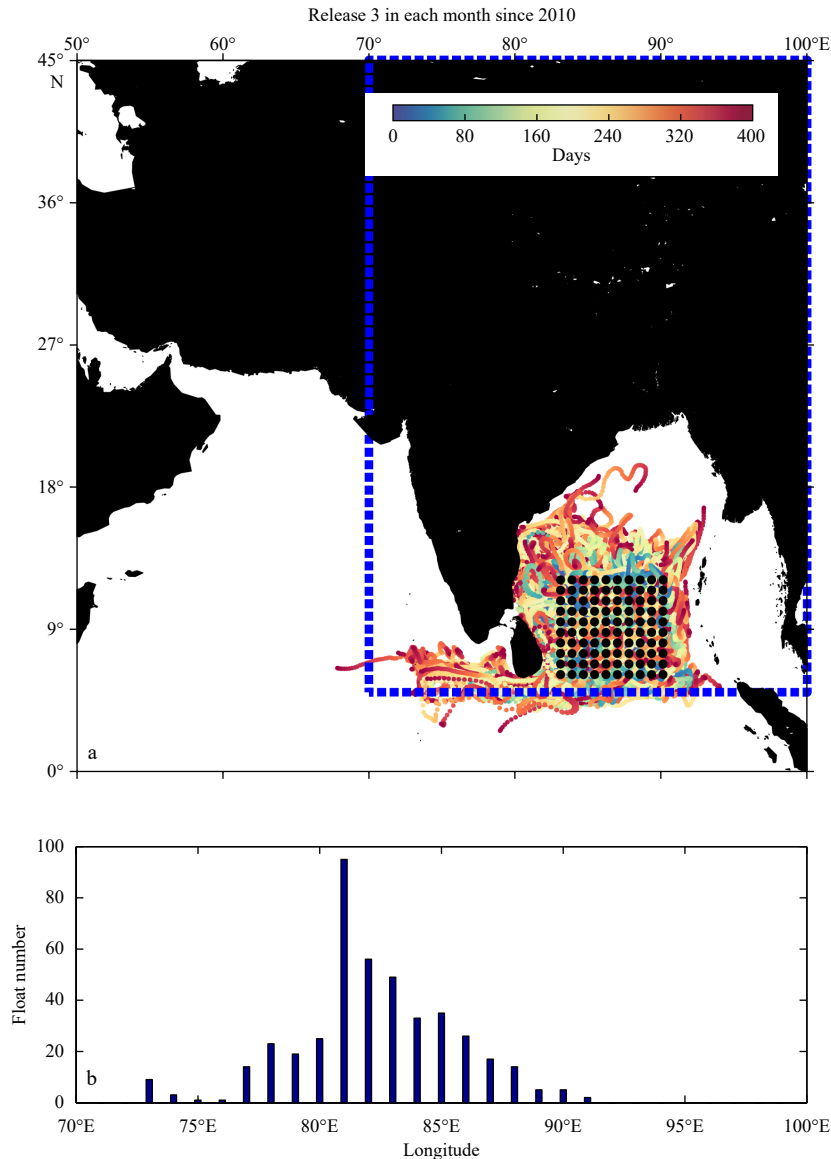 Release 3 in each month since 2010
50° 60° 70° 80° 90° 100°E
45°
N
0 80 160 240 320 400
Days
36°
27°
18°
9°
a
0°
100
80
60
40
20
0
Float number
b
70°E 75°E 80°E 85°E 90°E 95°E 100°E
Longitude